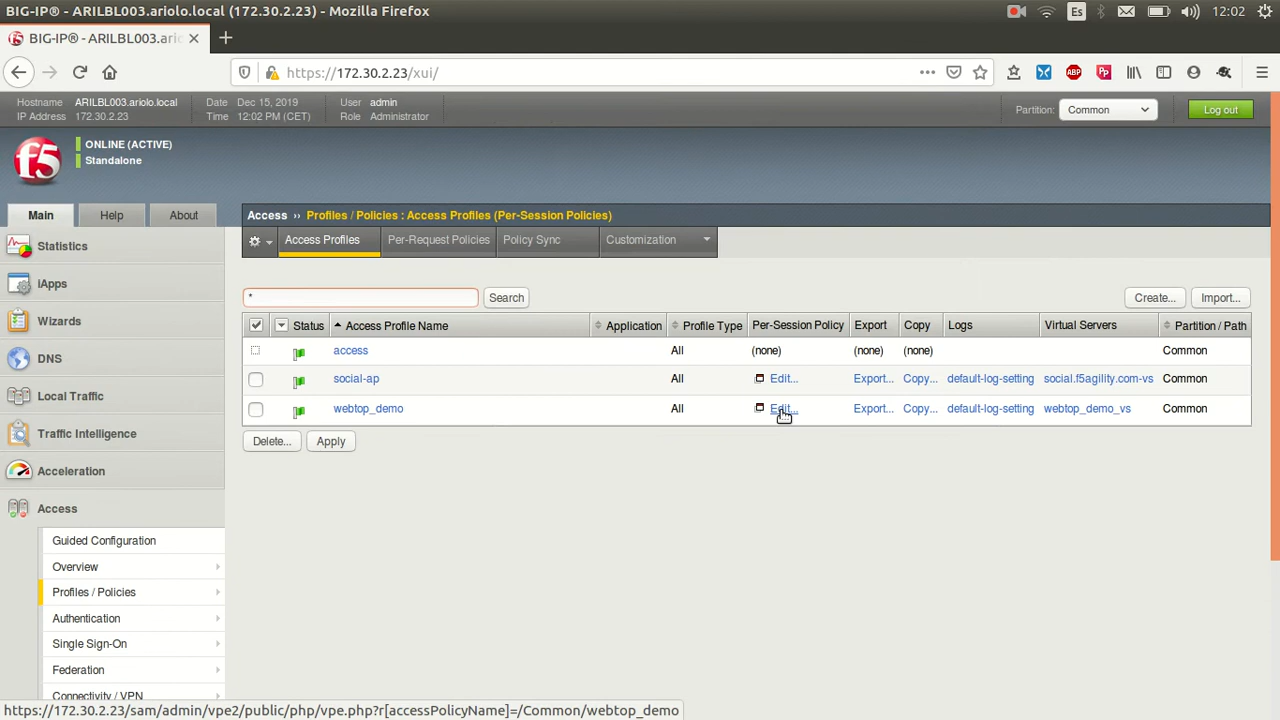 BIG-IP® - ARILBL003.ariolo.local (172.30.2.23) - Mozilla Firefox
Es
12:02
BIG-IP® - ARILBL003.ario
https://172.30.2.23/xui/
ABP
Hostname ARILBL003.ariolo.local Date Dec 15, 2019 User admin
IP Address 172.30.2.23 Time 12:02 PM (CET) Role Administrator
Partition: Common
Log out
f5
ONLINE (ACTIVE)
Standalone
Main Help About
Access ›› Profiles / Policies : Access Profiles (Per-Session Policies)
Access Profiles Per-Request Policies Policy Sync Customization
Statistics
iApps
Wizards
DNS
Local Traffic
Traffic Intelligence
Acceleration
Access
Guided Configuration
Overview
Profiles / Policies
Authentication
Single Sign-On
Federation
Connectivity / VPN
* Search Create... Import...
Status Access Profile Name Application Profile Type Per-Session Policy Export Copy Logs Virtual Servers Partition / Path
access All (none) (none) (none) Common
social-ap All Edit... Export... Copy... default-log-setting social.f5agility.com-vs Common
webtop_demo All Edit... Export... Copy... default-log-setting webtop_demo_vs Common
Delete... Apply
https://172.30.2.23/sam/admin/vpe2/public/php/vpe.php?r[accessPolicyName]=/Common/webtop_demo